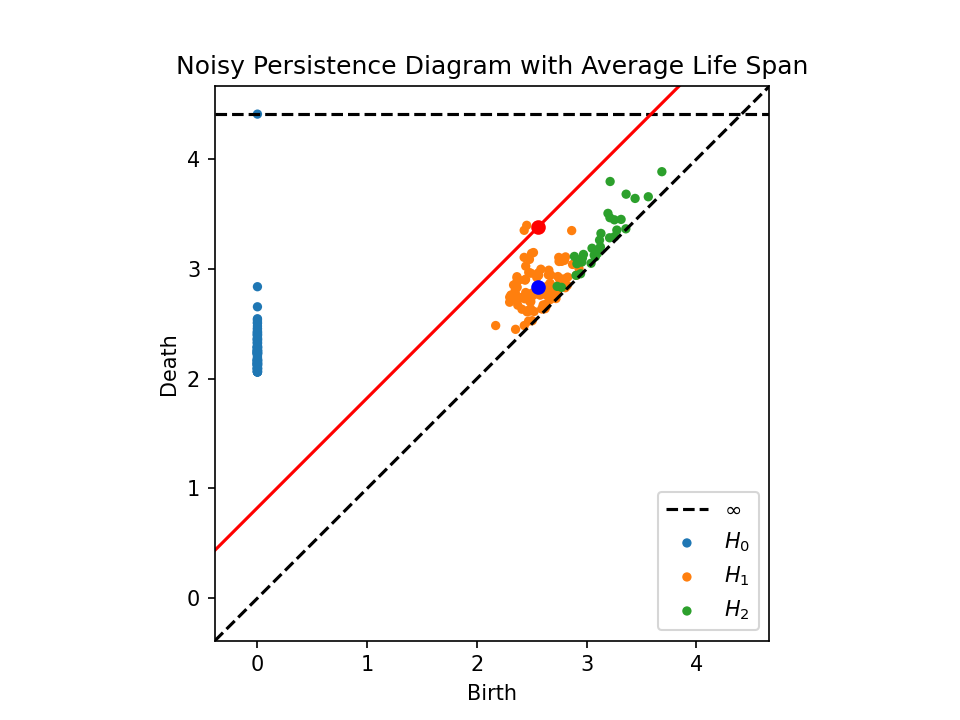 Noisy Persistence Diagram with Average Life Span
Death
4
3
2
1
0
0 1 2 3 4
Birth
∞
H₀
H₁
H₂